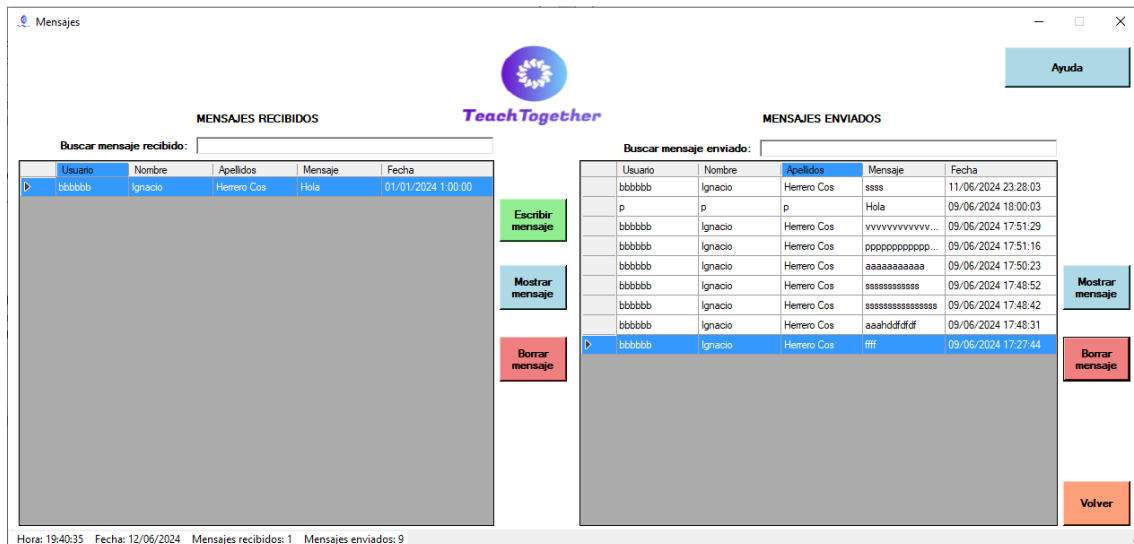 Mensajes
Ayuda
TeachTogether
MENSAJES RECIBIDOS
Buscar mensaje recibido:
Usuario Nombre Apellidos Mensaje Fecha
bbbbbb Ignacio Herrero Cos Hola 01/01/2024 1:00:00
Escribir
mensaje
Mostrar
mensaje
Borrar
mensaje
MENSAJES ENVIADOS
Buscar mensaje enviado:
Usuario Nombre Apellidos Mensaje Fecha
bbbbbb Ignacio Herrero Cos ssss 11/06/2024 23:28:03
p p p Hola 09/06/2024 18:00:03
bbbbbb Ignacio Herrero Cos vvvvvvvvvvvv... 09/06/2024 17:51:29
bbbbbb Ignacio Herrero Cos pppppppppppp... 09/06/2024 17:51:16
bbbbbb Ignacio Herrero Cos aaaaaaaaaaa 09/06/2024 17:50:23
bbbbbb Ignacio Herrero Cos ssssssssssss 09/06/2024 17:48:52
bbbbbb Ignacio Herrero Cos ssssssssssssssss 09/06/2024 17:48:42
bbbbbb Ignacio Herrero Cos aaahddfdfdf 09/06/2024 17:48:31
bbbbbb Ignacio Herrero Cos ffff 09/06/2024 17:27:44
Mostrar
mensaje
Borrar
mensaje
Volver
Hora: 19:40:35 Fecha: 12/06/2024 Mensajes recibidos: 1 Mensajes enviados: 9